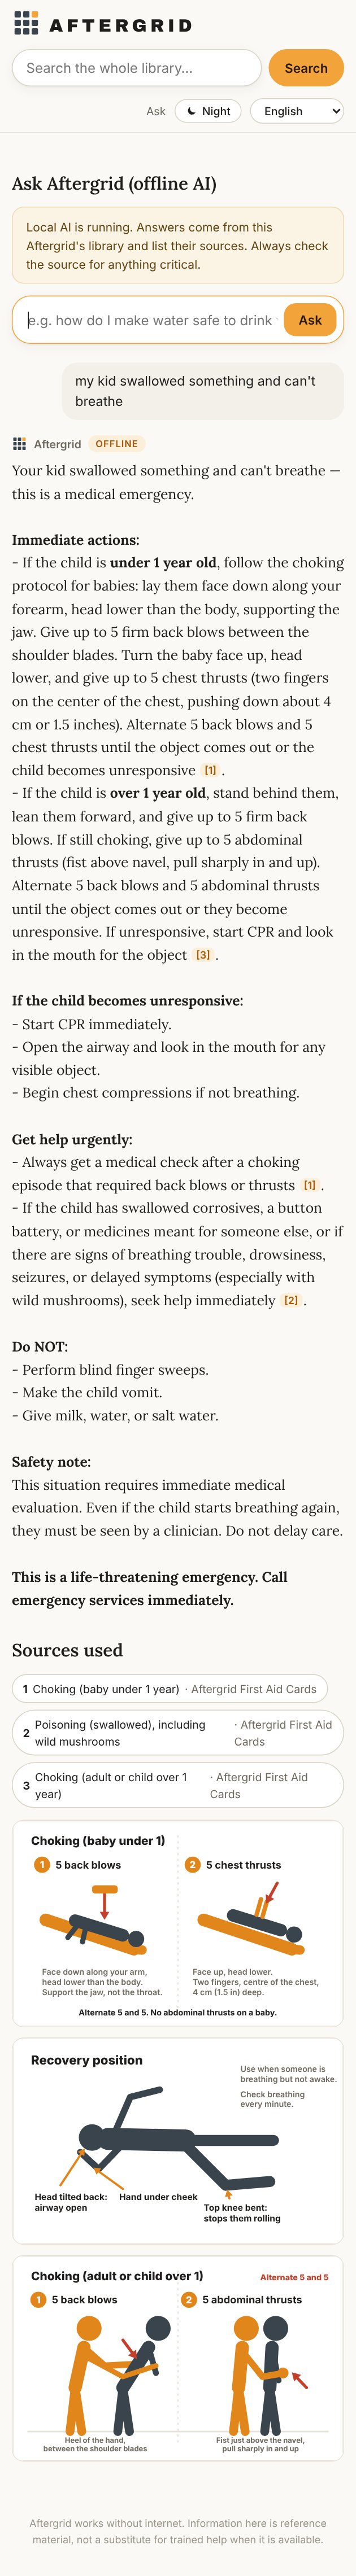 AFTERGRID
Search the whole library...
Search
Ask
Night
English
Ask Aftergrid (offline AI)
Local AI is running. Answers come from this
Aftergrid's library and list their sources. Always check
the source for anything critical.
e.g. how do I make water safe to drink
Ask
my kid swallowed something and can't
breathe
Aftergrid OFFLINE
Your kid swallowed something and can't breathe —
this is a medical emergency.
Immediate actions:
- If the child is under 1 year old, follow the choking
protocol for babies: lay them face down along your
forearm, head lower than the body, supporting the
jaw. Give up to 5 firm back blows between the
shoulder blades. Turn the baby face up, head
lower, and give up to 5 chest thrusts (two fingers
on the center of the chest, pushing down about 4
cm or 1.5 inches). Alternate 5 back blows and 5
chest thrusts until the object comes out or the
child becomes unresponsive [1].
- If the child is over 1 year old, stand behind them,
lean them forward, and give up to 5 firm back
blows. If still choking, give up to 5 abdominal
thrusts (fist above navel, pull sharply in and up).
Alternate 5 back blows and 5 abdominal thrusts
until the object comes out or they become
unresponsive. If unresponsive, start CPR and look
in the mouth for the object [3].
If the child becomes unresponsive:
- Start CPR immediately.
- Open the airway and look in the mouth for any
visible object.
- Begin chest compressions if not breathing.
Get help urgently:
- Always get a medical check after a choking
episode that required back blows or thrusts [1].
- If the child has swallowed corrosives, a button
battery, or medicines meant for someone else, or if
there are signs of breathing trouble, drowsiness,
seizures, or delayed symptoms (especially with
wild mushrooms), seek help immediately [2].
Do NOT:
- Perform blind finger sweeps.
- Make the child vomit.
- Give milk, water, or salt water.
Safety note:
This situation requires immediate medical
evaluation. Even if the child starts breathing again,
they must be seen by a clinician. Do not delay care.
This is a life-threatening emergency. Call
emergency services immediately.
Sources used
1 Choking (baby under 1 year) · Aftergrid First Aid Cards
2 Poisoning (swallowed), including
wild mushrooms
· Aftergrid First Aid
Cards
3 Choking (adult or child over 1
year)
· Aftergrid First Aid
Cards
Choking (baby under 1)
1 5 back blows
Face down along your arm,
head lower than the body.
Support the jaw, not the throat.
2 5 chest thrusts
Face up, head lower.
Two fingers, centre of the chest,
4 cm (1.5 in) deep.
Alternate 5 and 5. No abdominal thrusts on a baby.
Recovery position
Use when someone is
breathing but not awake.
Check breathing
every minute.
Head tilted back:
airway open
Hand under cheek
Top knee bent:
stops them rolling
Choking (adult or child over 1)
Alternate 5 and 5
1 5 back blows
Heel of the hand,
between the shoulder blades
2 5 abdominal thrusts
Fist just above the navel,
pull sharply in and up
Aftergrid works without internet. Information here is reference
material, not a substitute for trained help when it is available.